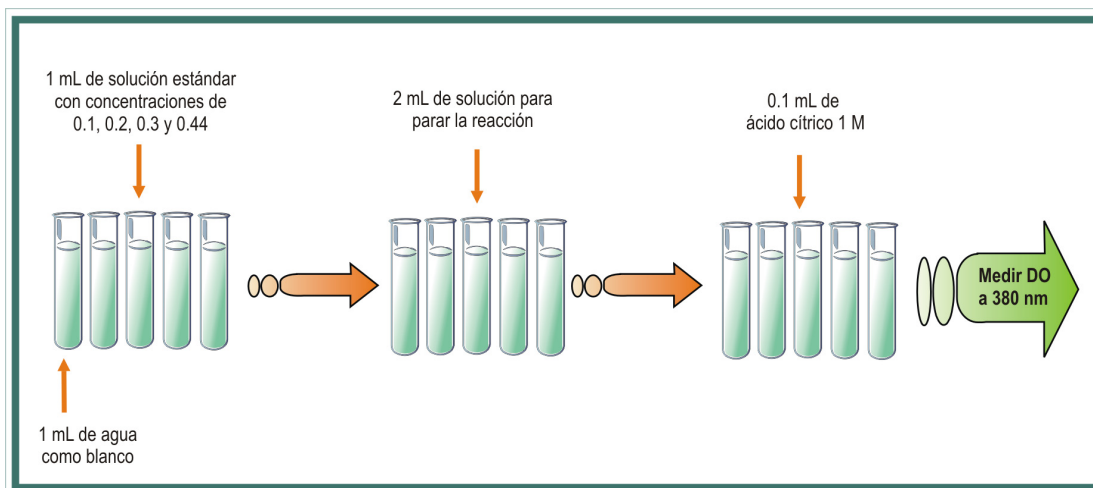 1 mL de solución estándar
con concentraciones de
0.1, 0.2, 0.3 y 0.44
2 mL de solución para
parar la reacción
0.1 mL de
ácido cítrico 1 M
Medir DO
a 380 nm
1 mL de agua
como blanco